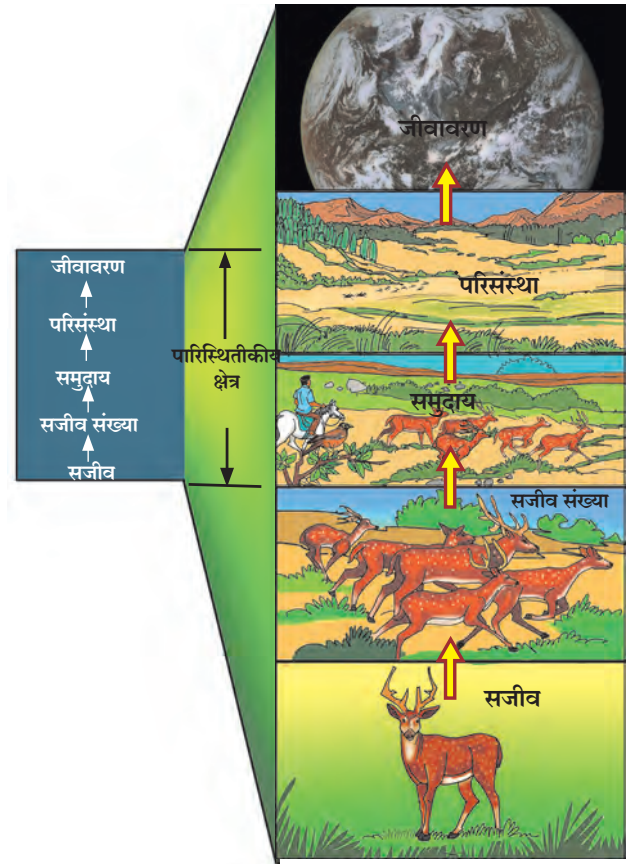 जीवावरण
परिसंस्था
समुदाय
सजीव संख्या
सजीव
पारिस्थितीकीय
क्षेत्र
जीवावरण
परिसंस्था
समुदाय
सजीव संख्या
सजीव